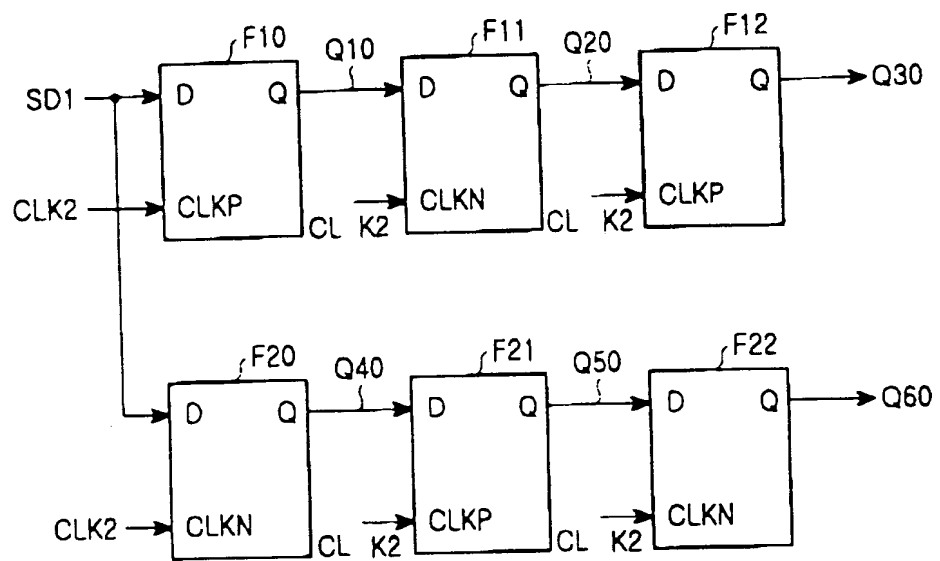 F10 Q10 F11 Q20 F12
SD1 D Q D Q D Q Q30
CLK2 CLKP CL K2 CLKN CL K2 CLKP
F20 Q40 F21 Q50 F22
D Q D Q D Q Q60
CLK2 CLKN CL K2 CLKP CL K2 CLKN